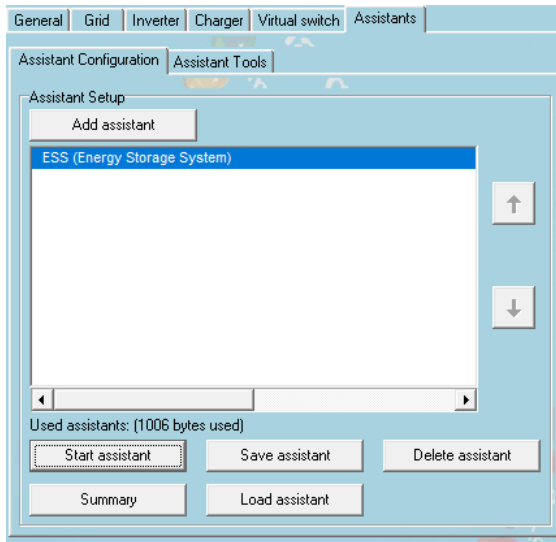 General Grid Inverter Charger Virtual switch Assistants
Assistant Configuration Assistant Tools
Assistant Setup
Add assistant
ESS (Energy Storage System)
Used assistants: (1006 bytes used)
Start assistant Save assistant Delete assistant
Summary Load assistant